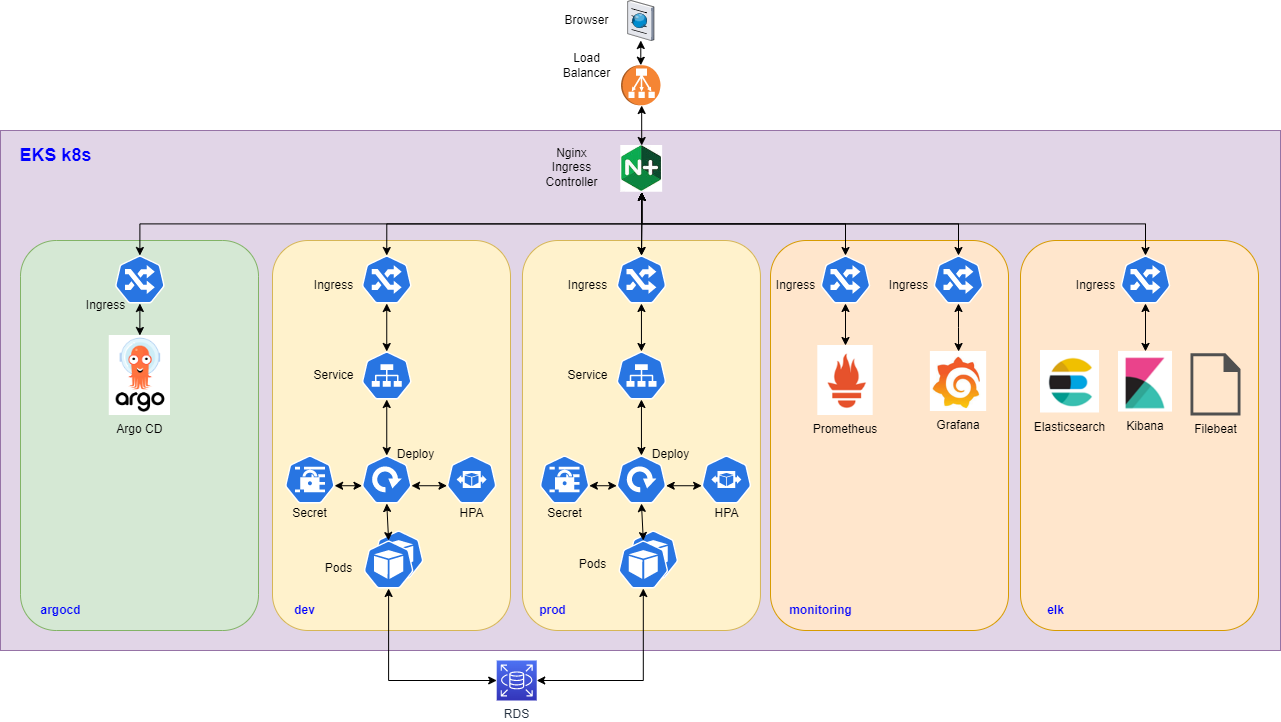 Browser
Load
Balancer
EKS k8s
Nginx
Ingress
Controller
N+
Ingress
Ingress
Ingress
Ingress
Ingress
Ingress
argo
Argo CD
Service
Service
Prometheus
Grafana
Elasticsearch
Kibana
Filebeat
Deploy
Deploy
Secret
HPA
Secret
HPA
Pods
Pods
argocd
dev
prod
monitoring
elk
RDS